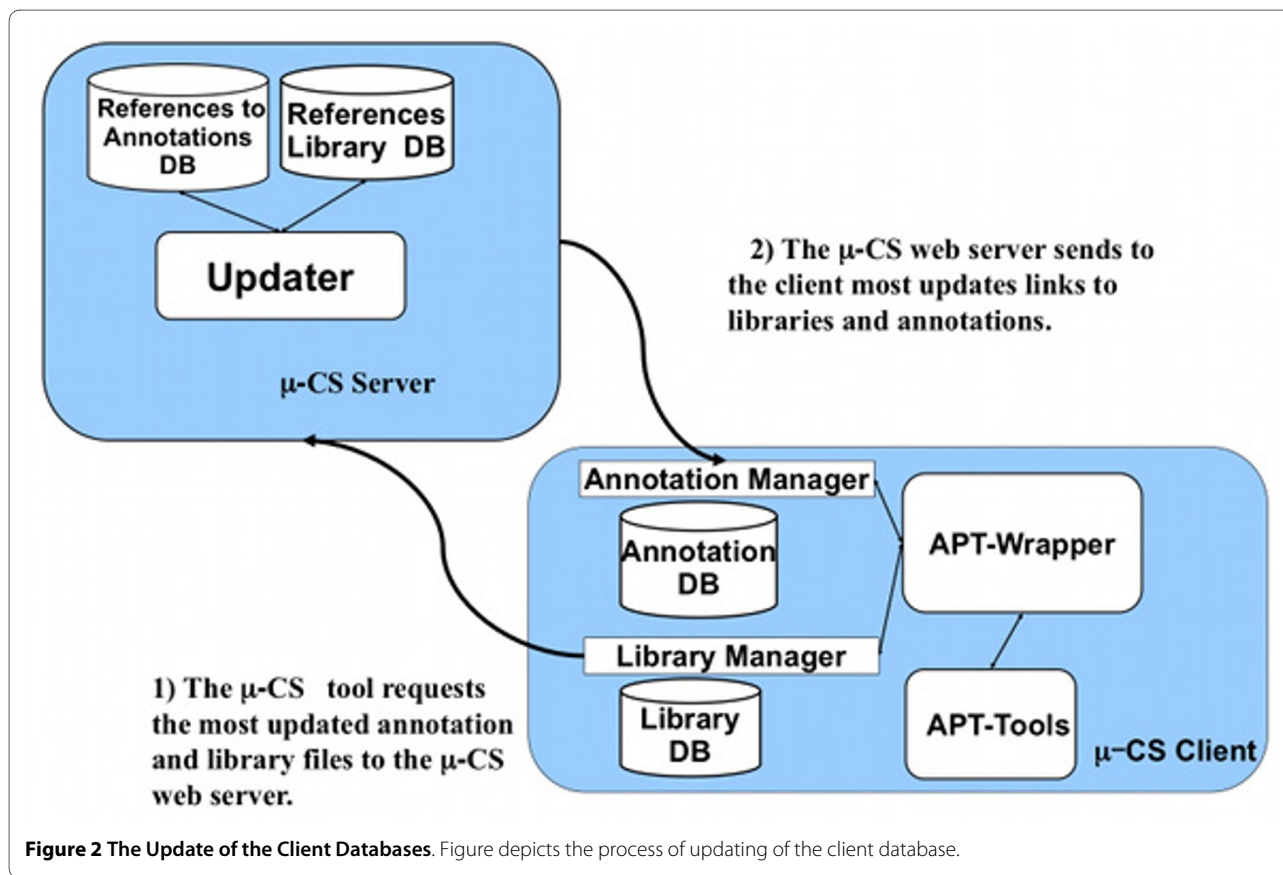 References to
Annotations
DB
References
Library DB
Updater
μ-CS Server
2) The μ-CS web server sends to
the client most updates links to
libraries and annotations.
Annotation Manager
Annotation
DB
APT-Wrapper
Library Manager
Library
DB
APT-Tools
μ-CS Client
1) The μ-CS tool requests
the most updated annotation
and library files to the μ-CS
web server.
Figure 2 The Update of the Client Databases. Figure depicts the process of updating of the client database.